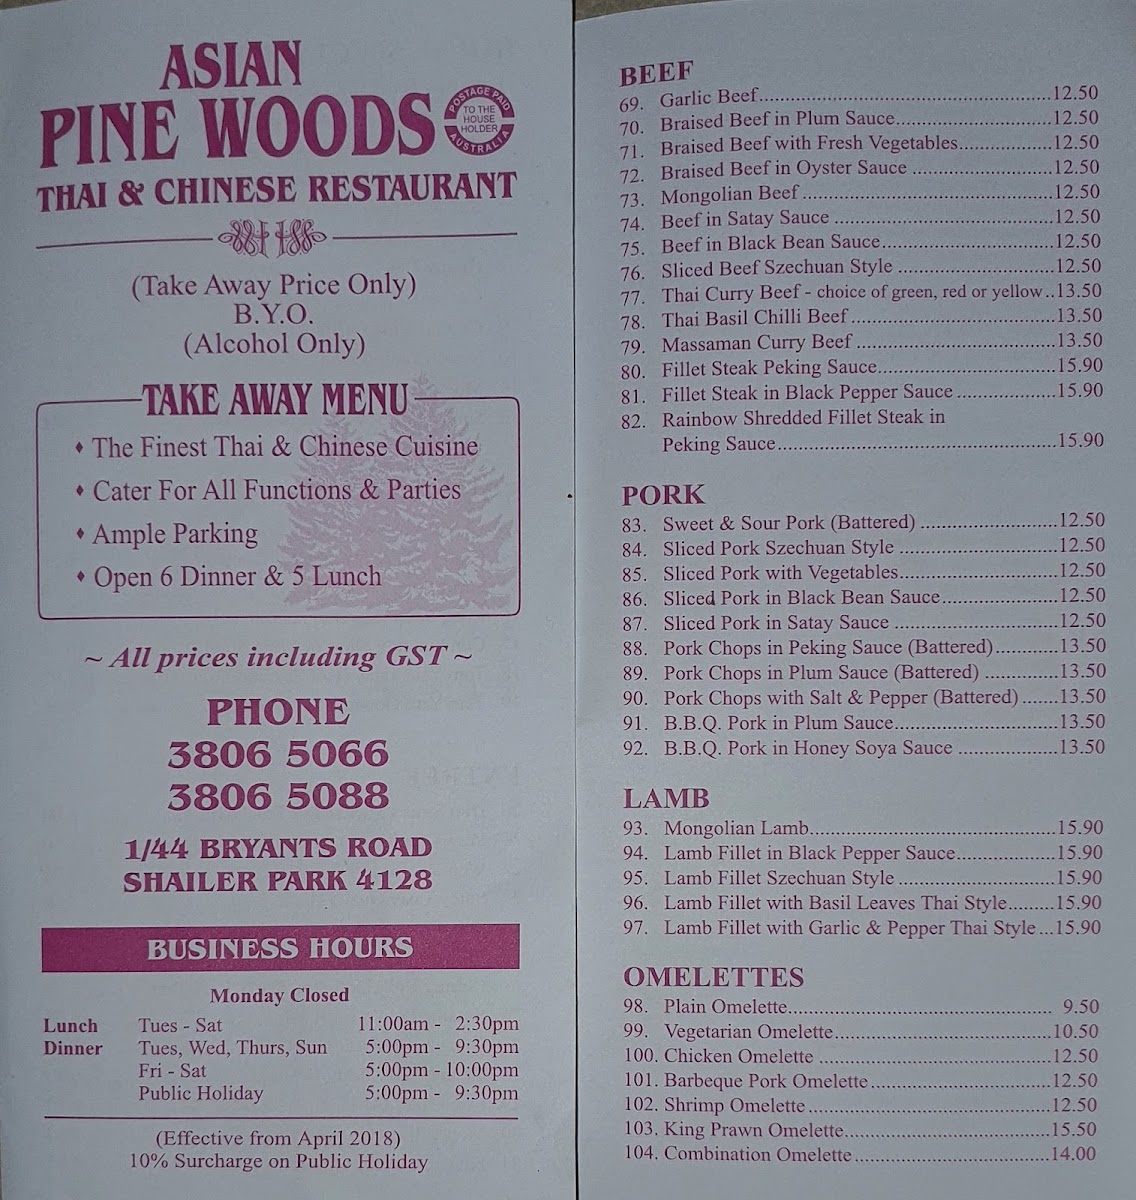 ASIAN
PINE WOODS
POSTAGE PAID
TO THE
HOUSE
HOLDER
AUSTRALIA
THAI & CHINESE RESTAURANT
(Take Away Price Only)
B.Y.O.
(Alcohol Only)
TAKE AWAY MENU
♦ The Finest Thai & Chinese Cuisine
♦ Cater For All Functions & Parties
♦ Ample Parking
♦ Open 6 Dinner & 5 Lunch
~ All prices including GST ~
PHONE
3806 5066
3806 5088
1/44 BRYANTS ROAD
SHAILER PARK 4128
BUSINESS HOURS
Monday Closed
Lunch Tues - Sat 11:00am - 2:30pm
Dinner Tues, Wed, Thurs, Sun 5:00pm - 9:30pm
Fri - Sat 5:00pm - 10:00pm
Public Holiday 5:00pm - 9:30pm
(Effective from April 2018)
10% Surcharge on Public Holiday
BEEF
69. Garlic Beef 12.50
70. Braised Beef in Plum Sauce 12.50
71. Braised Beef with Fresh Vegetables 12.50
72. Braised Beef in Oyster Sauce 12.50
73. Mongolian Beef 12.50
74. Beef in Satay Sauce 12.50
75. Beef in Black Bean Sauce 12.50
76. Sliced Beef Szechuan Style 12.50
77. Thai Curry Beef - choice of green, red or yellow 13.50
78. Thai Basil Chilli Beef 13.50
79. Massaman Curry Beef 13.50
80. Fillet Steak Peking Sauce 15.90
81. Fillet Steak in Black Pepper Sauce 15.90
82. Rainbow Shredded Fillet Steak in
Peking Sauce 15.90
PORK
83. Sweet & Sour Pork (Battered) 12.50
84. Sliced Pork Szechuan Style 12.50
85. Sliced Pork with Vegetables 12.50
86. Sliced Pork in Black Bean Sauce 12.50
87. Sliced Pork in Satay Sauce 12.50
88. Pork Chops in Peking Sauce (Battered) 13.50
89. Pork Chops in Plum Sauce (Battered) 13.50
90. Pork Chops with Salt & Pepper (Battered) 13.50
91. B.B.Q. Pork in Plum Sauce 13.50
92. B.B.Q. Pork in Honey Soya Sauce 13.50
LAMB
93. Mongolian Lamb 15.90
94. Lamb Fillet in Black Pepper Sauce 15.90
95. Lamb Fillet Szechuan Style 15.90
96. Lamb Fillet with Basil Leaves Thai Style 15.90
97. Lamb Fillet with Garlic & Pepper Thai Style 15.90
OMELETTES
98. Plain Omelette 9.50
99. Vegetarian Omelette 10.50
100. Chicken Omelette 12.50
101. Barbeque Pork Omelette 12.50
102. Shrimp Omelette 12.50
103. King Prawn Omelette 15.50
104. Combination Omelette 14.00